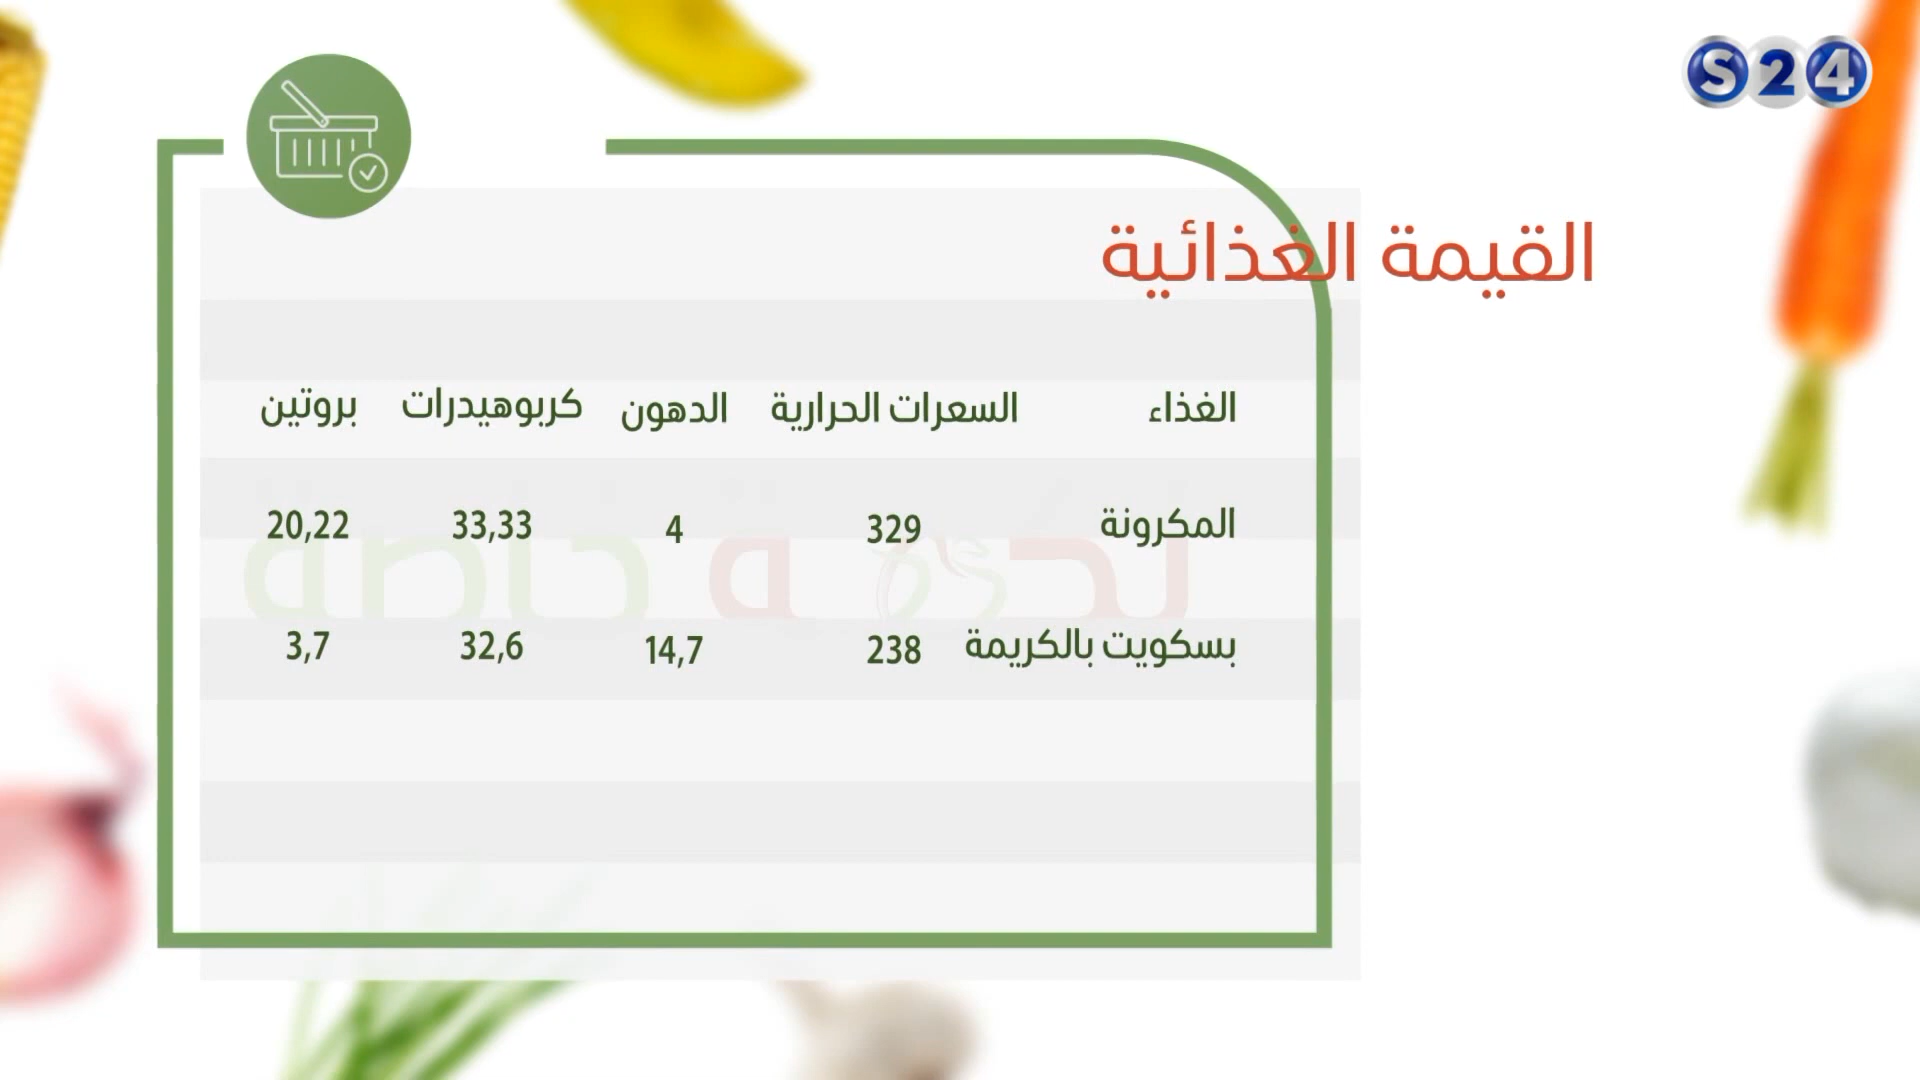 S24
القيمة الغذائية
الغذاء السعرات الحرارية الدهون كربوهيدرات بروتين
المكرونة 329 4 33,33 20,22
بسكويت بالكريمة 238 14,7 32,6 3,7